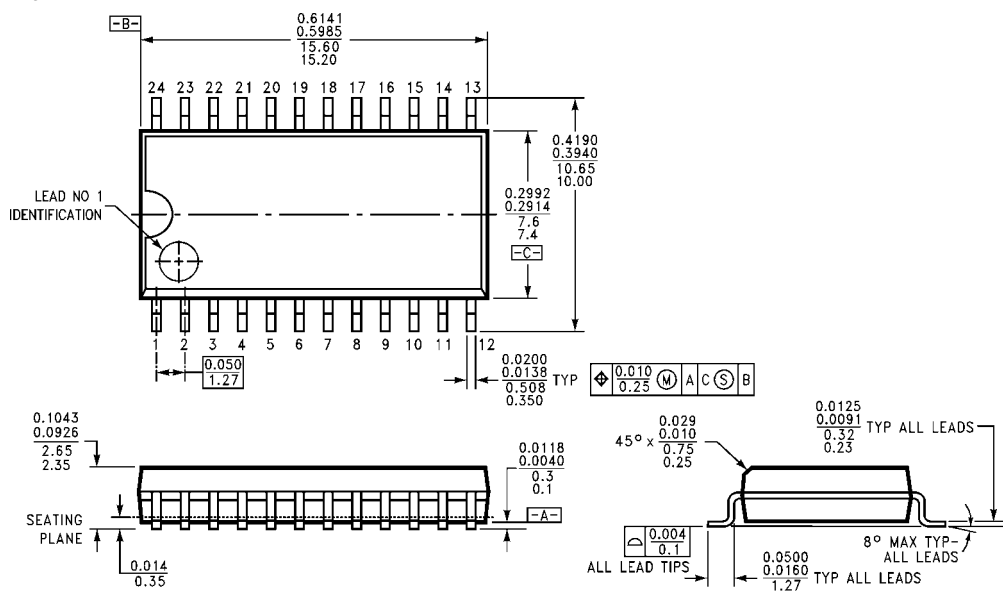 -B-
0.6141
0.5985
15.60
15.20
24 23 22 21 20 19 18 17 16 15 14 13
0.4190
0.3940
10.65
10.00
LEAD NO 1
IDENTIFICATION
0.2992
0.2914
7.6
7.4
-C-
1 2 3 4 5 6 7 8 9 10 11 12
0.050
1.27
0.0200
0.0138
0.508
0.350
TYP
⌖ 0.010 0.25 Ⓜ A C Ⓢ B
0.1043
0.0926
2.65
2.35
SEATING
PLANE
0.014
0.35
0.0118
0.0040
0.3
0.1
-A-
45° x
0.029
0.010
0.75
0.25
0.0125
0.0091
0.32
0.23
TYP ALL LEADS
0.004
0.1
ALL LEAD TIPS
8° MAX TYP-
ALL LEADS
0.0500
0.0160
1.27
TYP ALL LEADS